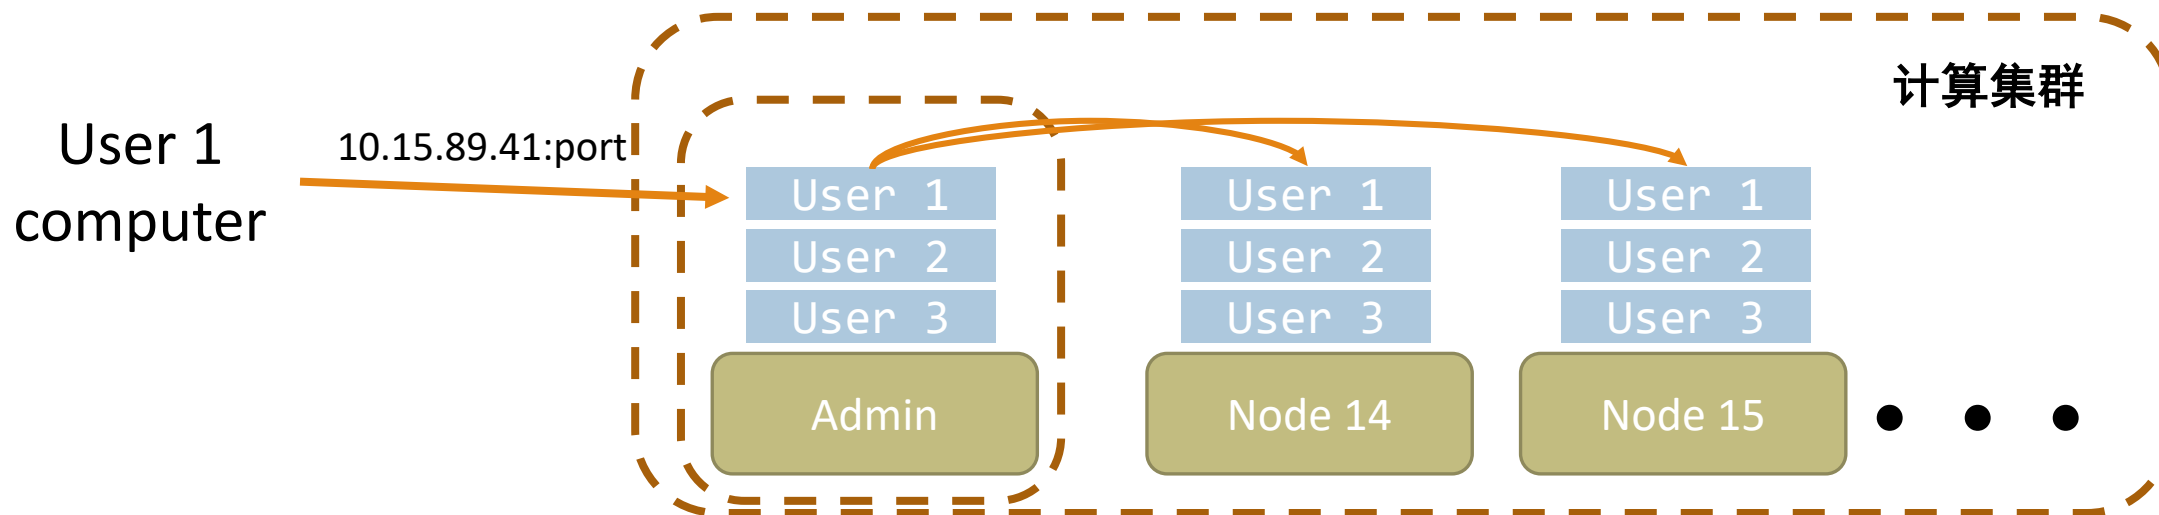 计算集群
User 1
computer
10.15.89.41:port
User 1
User 2
User 3
Admin
User 1
User 2
User 3
Node 14
User 1
User 2
User 3
Node 15